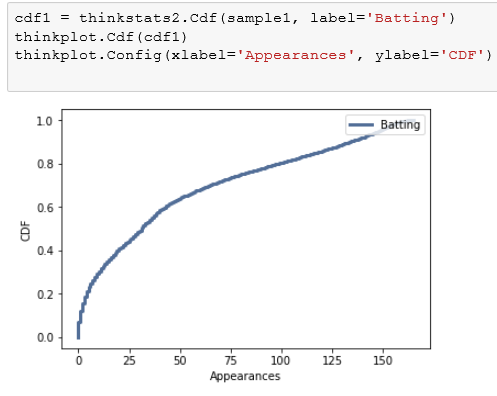 cdf1 = thinkstats2.Cdf(sample1, label='Batting')
thinkplot.Cdf(cdf1)
thinkplot.Config(xlabel='Appearances', ylabel='CDF')
Batting
1.0
0.8
0.6
0.4
0.2
0.0
CDF
0 25 50 75 100 125 150
Appearances